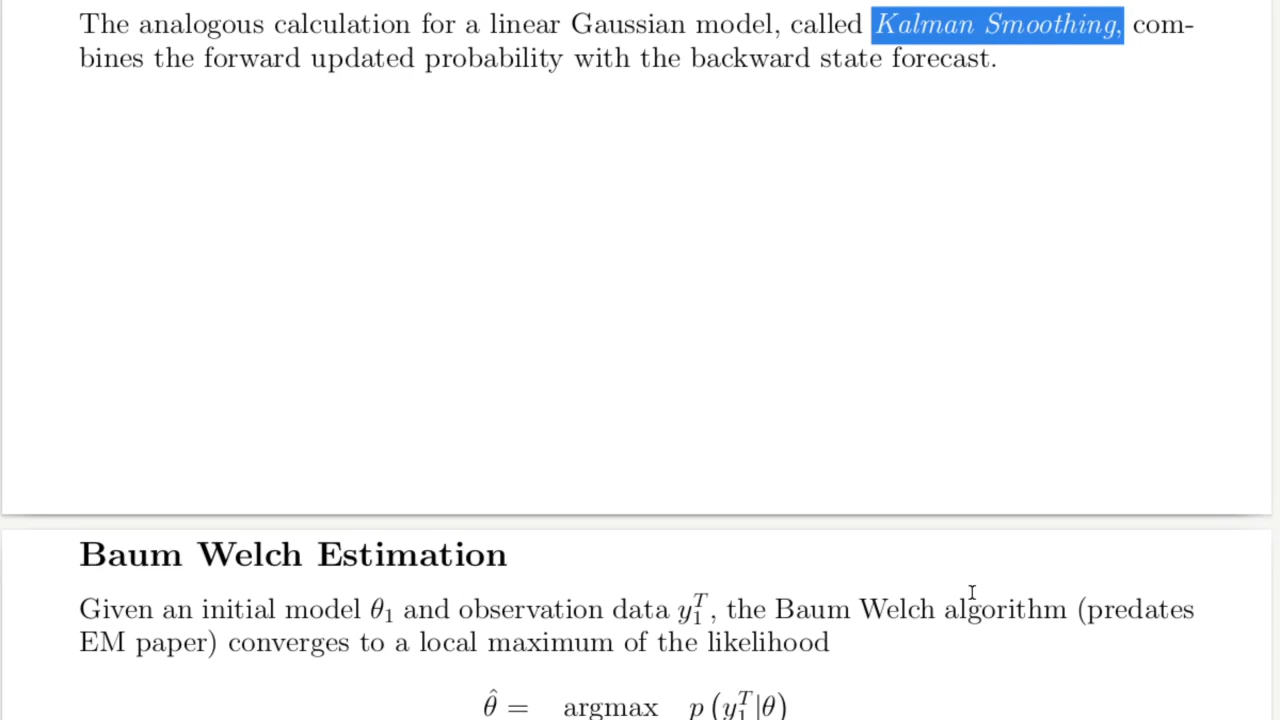 The analogous calculation for a linear Gaussian model, called Kalman Smoothing, com-
bines the forward updated probability with the backward state forecast.
Baum Welch Estimation
Given an initial model θ₁ and observation data y₁ᵀ, the Baum Welch algorithm (predates
EM paper) converges to a local maximum of the likelihood
θ̂ = argmax p (y₁ᵀ|θ)